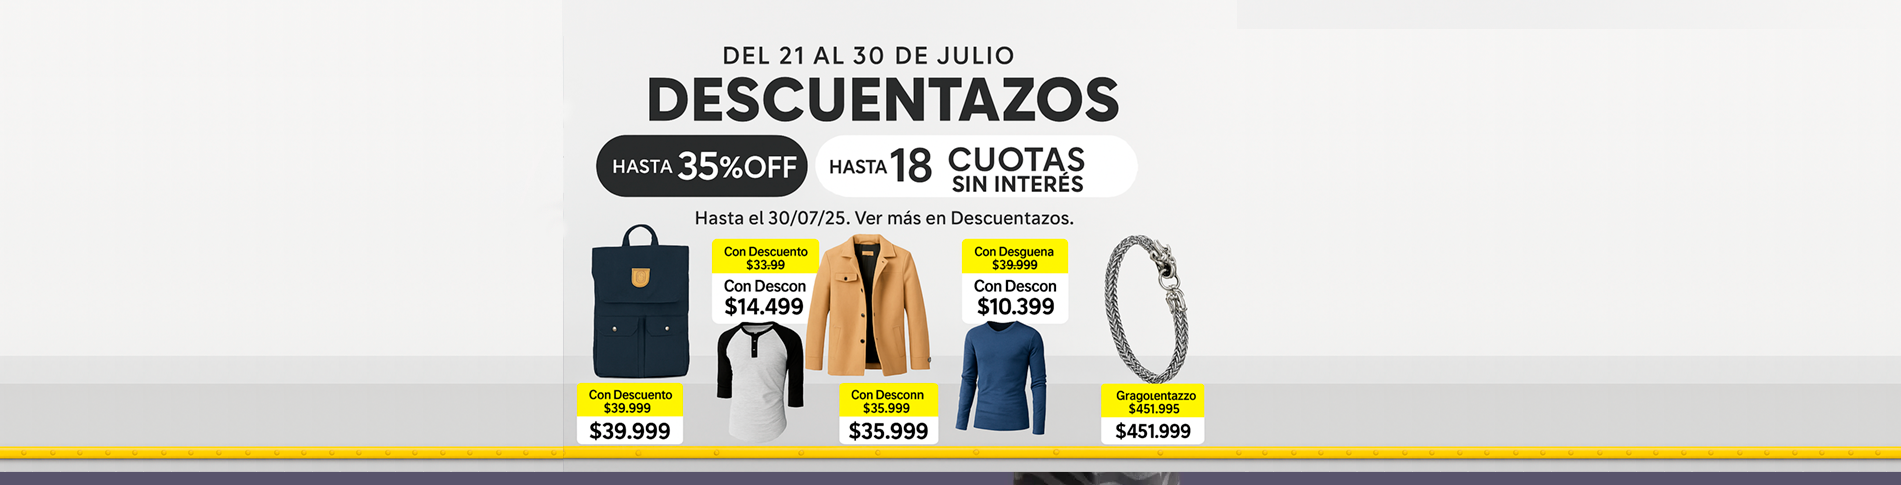 DEL 21 AL 30 DE JULIO
DESCUENTAZOS
HASTA 35%OFF
HASTA 18 CUOTAS
SIN INTERÉS
Hasta el 30/07/25. Ver más en Descuentazos.
Con Descuento
$33.99
Con Descon
$14.499
Con Desguena
$39.999
Con Descon
$10.399
Con Descuento
$39.999
$39.999
Con Desconn
$35.999
$35.999
Gragolentazzo
$451.995
$451.999